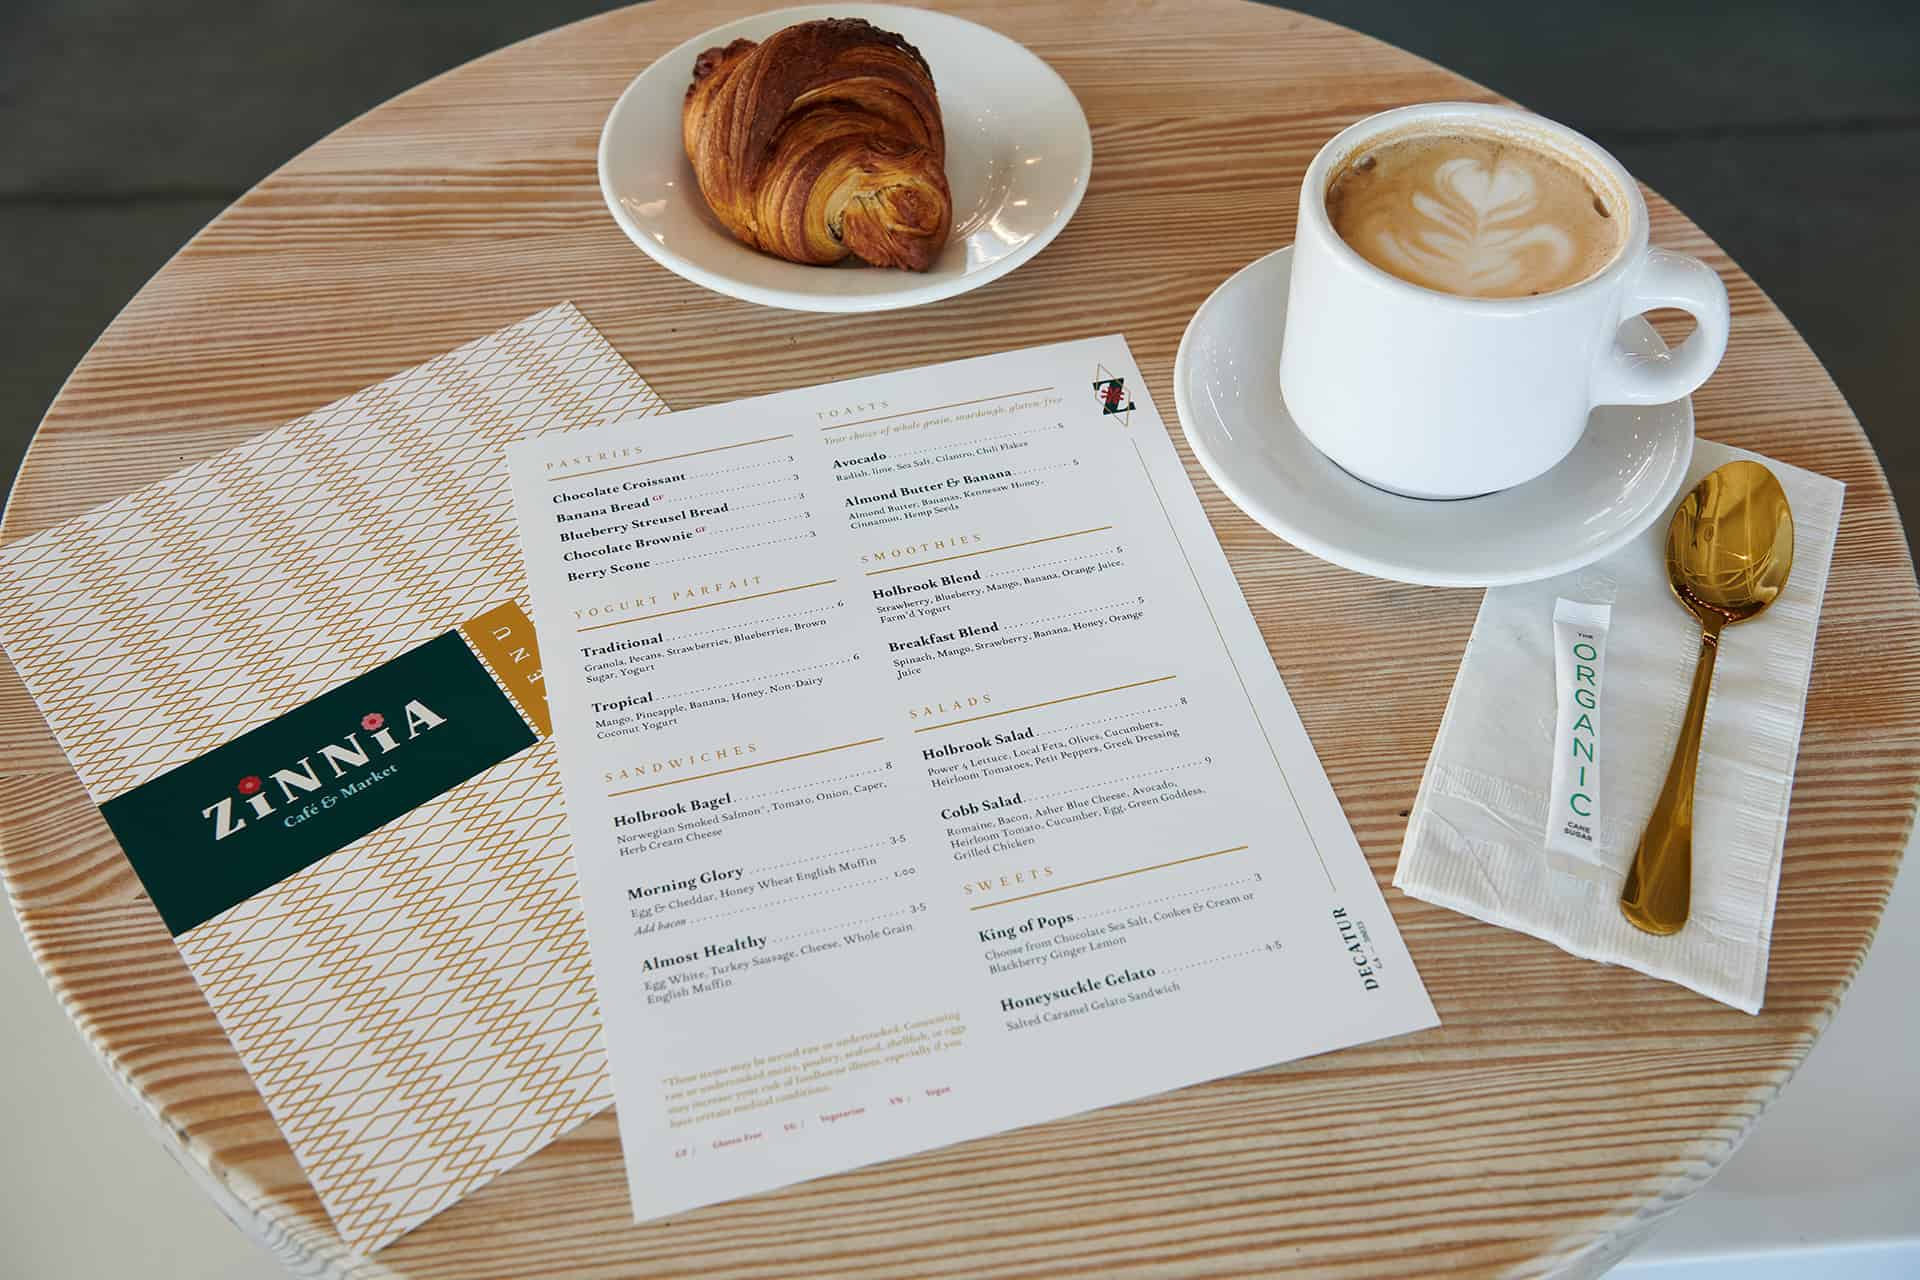 ZiNNiA
Café & Market
PASTRIES
Chocolate Croissant 3
Banana Bread GF 3
Blueberry Streusel Bread 3
Chocolate Brownie GF 3
Berry Scone 3
YOGURT PARFAIT
Traditional 6
Granola, Pecans, Strawberries, Blueberries, Brown
Sugar, Yogurt
Tropical 6
Mango, Pineapple, Banana, Honey, Non-Dairy
Coconut Yogurt
SANDWICHES
Holbrook Bagel 8
Norwegian Smoked Salmon*, Tomato, Onion, Caper,
Herb Cream Cheese
Morning Glory 3.5
Egg & Cheddar, Honey Wheat English Muffin
Add bacon 1.00
Almost Healthy 3.5
Egg White, Turkey Sausage, Cheese, Whole Grain
English Muffin
*These items may be served raw or undercooked. Consuming
raw or undercooked meats, poultry, seafood, shellfish, or eggs
may increase your risk of foodborne illness, especially if you
have certain medical conditions.
GF / Gluten Free VG / Vegetarian VN / Vegan
TOASTS
Your choice of whole grain, sourdough, gluten-free
Avocado 5
Radish, lime, Sea Salt, Cilantro, Chili Flakes
Almond Butter & Banana 5
Almond Butter, Bananas, Kennesaw Honey,
Cinnamon, Hemp Seeds
SMOOTHIES
Holbrook Blend 5
Strawberry, Blueberry, Mango, Banana, Orange Juice,
Farm'd Yogurt
Breakfast Blend 5
Spinach, Mango, Strawberry, Banana, Honey, Orange
Juice
SALADS
Holbrook Salad 8
Power 4 Lettuce, Local Feta, Olives, Cucumbers,
Heirloom Tomatoes, Petit Peppers, Greek Dressing
Cobb Salad 9
Romaine, Bacon, Asher Blue Cheese, Avocado,
Heirloom Tomato, Cucumber, Egg, Green Goddess,
Grilled Chicken
SWEETS
King of Pops 3
Choose from Chocolate Sea Salt, Cookes & Cream or
Blackberry Ginger Lemon
Honeysuckle Gelato 4.5
Salted Caramel Gelato Sandwich
Z
DECATUR
GA
THE
ORGANIC
CANE
SUGAR